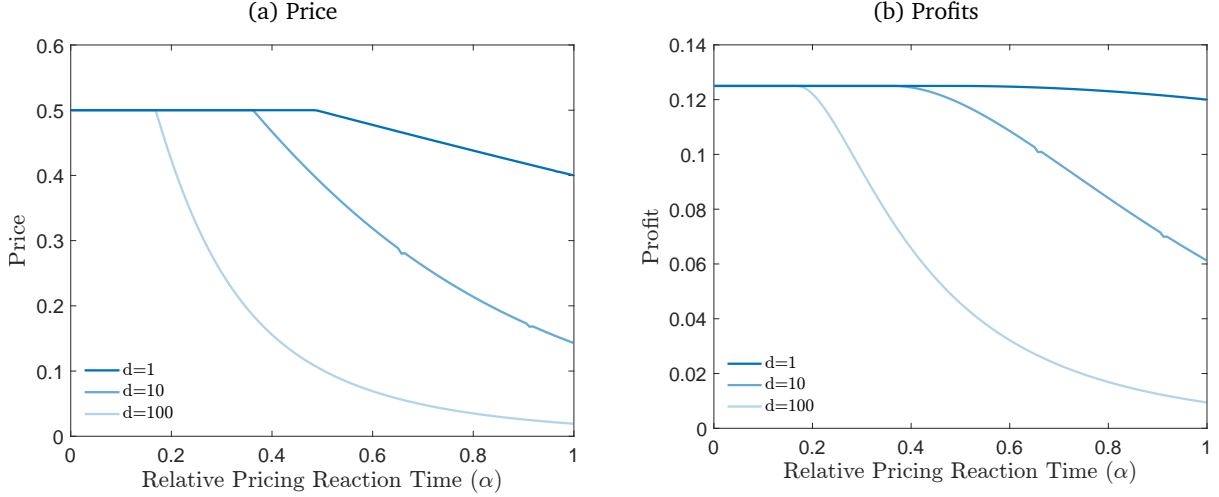 (a) Price
0.6
0.5
0.4
0.3
0.2
0.1
0
Price
d=1
d=10
d=100
0 0.2 0.4 0.6 0.8 1
Relative Pricing Reaction Time (α)
(b) Profits
0.14
0.12
0.1
0.08
0.06
0.04
0.02
0
Profit
d=1
d=10
d=100
0 0.2 0.4 0.6 0.8 1
Relative Pricing Reaction Time (α)